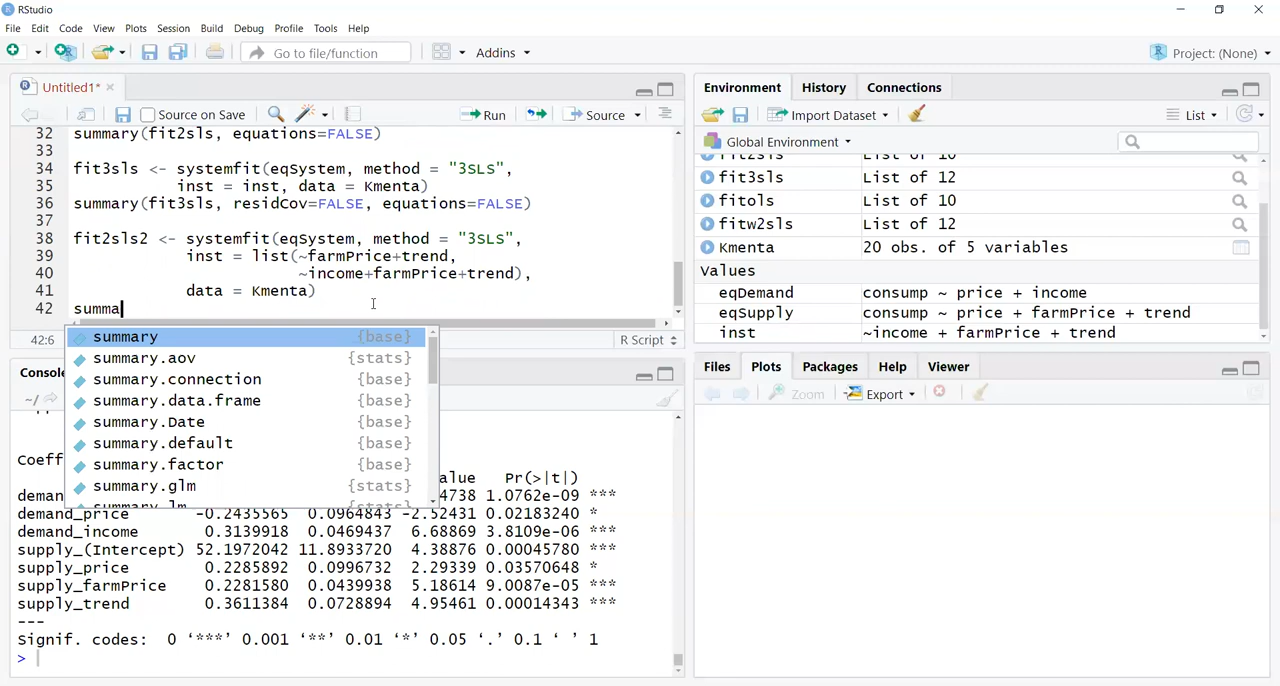 RStudio
File Edit Code View Plots Session Build Debug Profile Tools Help
Go to file/function Addins Project: (None)
Untitled1* Environment History Connections
Source on Save Run Source Import Dataset List
Global Environment
32 summary(fit2sls, equations=FALSE)
33
34 fit3sls <- systemfit(eqSystem, method = "3SLS",
35 inst = inst, data = Kmenta)
36 summary(fit3sls, residCov=FALSE, equations=FALSE)
37
38 fit2sls2 <- systemfit(eqSystem, method = "3SLS",
39 inst = list(~farmPrice+trend,
40 ~income+farmPrice+trend),
41 data = Kmenta)
42 summa
42:6 R Script
fit2sls List of 10
fit3sls List of 12
fitols List of 10
fitw2sls List of 12
Kmenta 20 obs. of 5 variables
Values
eqDemand consump ~ price + income
eqSupply consump ~ price + farmPrice + trend
inst ~income + farmPrice + trend
summary {base}
summary.aov {stats}
summary.connection {base}
summary.data.frame {base}
summary.Date {base}
summary.default {base}
summary.factor {base}
summary.glm {stats}
summary.lm {stats}
Console
~/
Coeff
alue Pr(>|t|)
deman 4738 1.0762e-09 ***
demand_price -0.2435565 0.0964843 -2.52431 0.02183240 *
demand_income 0.3139918 0.0469437 6.68869 3.8109e-06 ***
supply_(Intercept) 52.1972042 11.8933720 4.38876 0.00045780 ***
supply_price 0.2285892 0.0996732 2.29339 0.03570648 *
supply_farmPrice 0.2281580 0.0439938 5.18614 9.0087e-05 ***
supply_trend 0.3611384 0.0728894 4.95461 0.00014343 ***
---
Signif. codes: 0 ‘***’ 0.001 ‘**’ 0.01 ‘*’ 0.05 ‘.’ 0.1 ‘ ’ 1
>
Files Plots Packages Help Viewer
Zoom Export